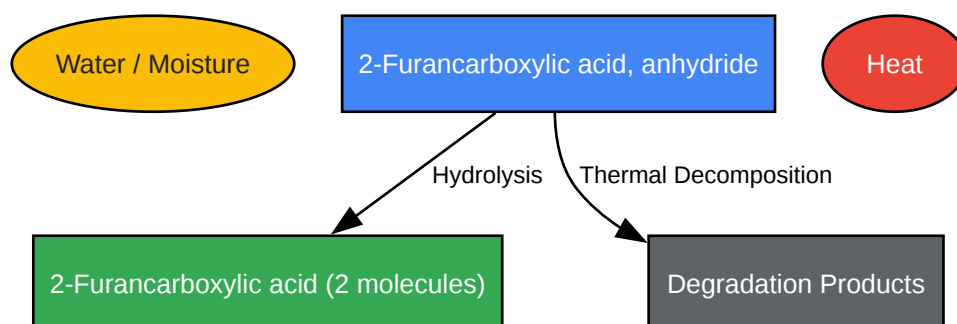 Water / Moisture
2-Furancarboxylic acid, anhydride
Heat
Hydrolysis
Thermal Decomposition
2-Furancarboxylic acid (2 molecules)
Degradation Products